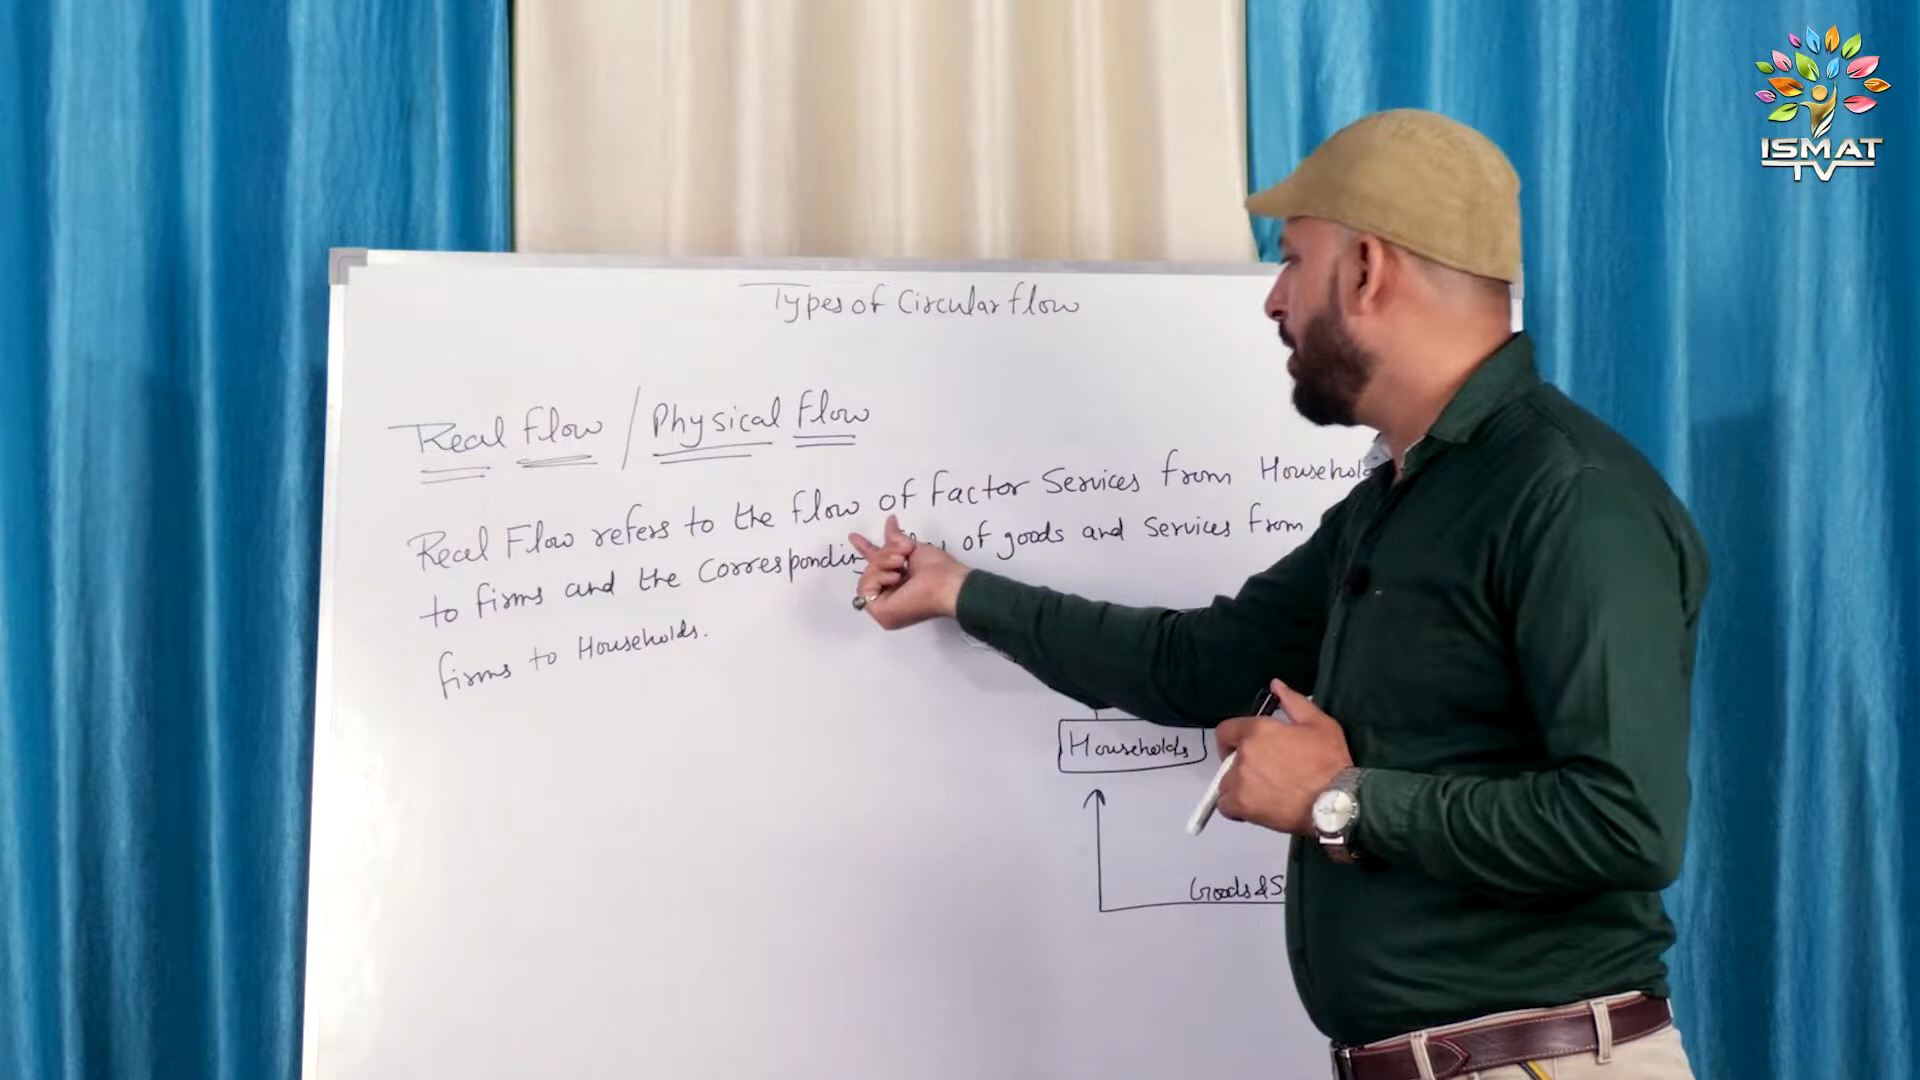 ISMAT
TV
Types of Circular flow
Real Flow / Physical flow
Real Flow refers to the flow of factor Services from Household
to firms and the Corresponding of goods and Services from
firms to Households.
Households
Goods & S